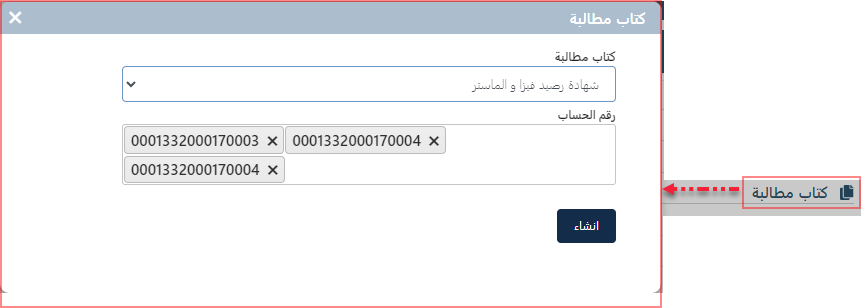 كتاب مطالبة
كتاب مطالبة
شهادة رصيد فيزا و الماستر
رقم الحساب
0001332000170003 × 0001332000170004 ×
0001332000170004 ×
انشاء
كتاب مطالبة